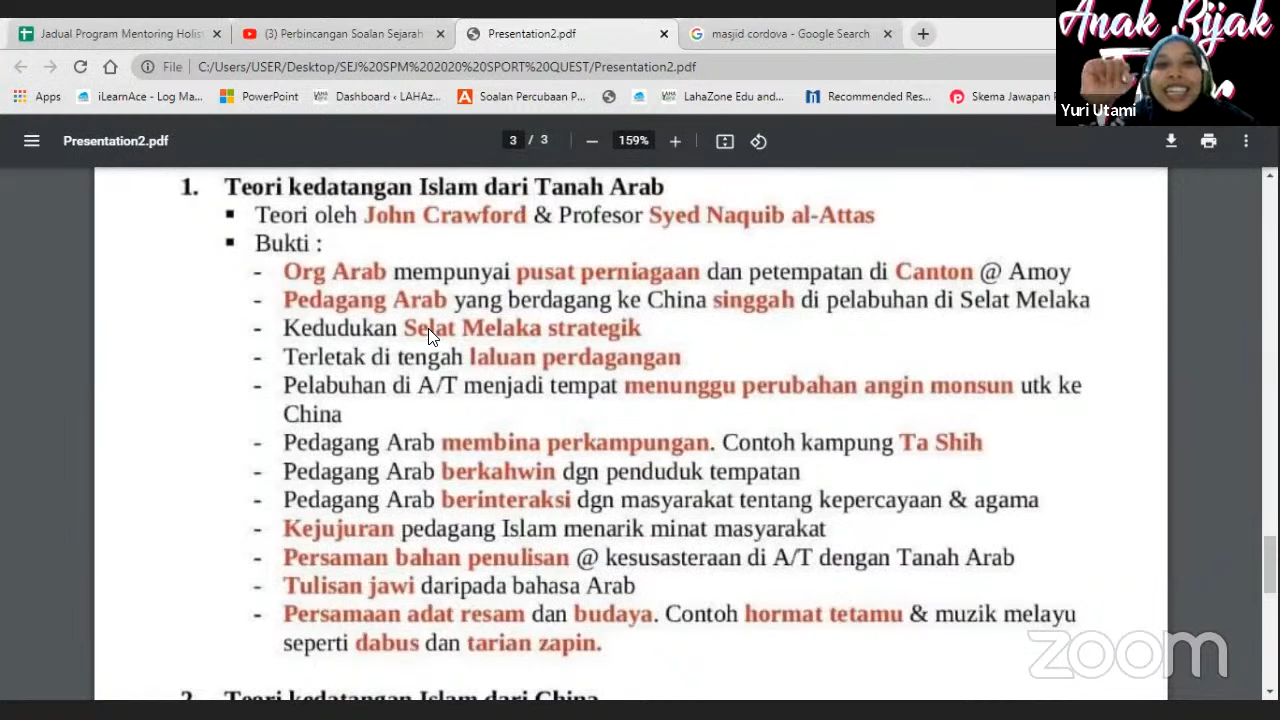 Jadual Program Mentoring Holis
(3) Perbincangan Soalan Sejarah
Presentation2.pdf
masjid cordova - Google Search
Anak Bijak
Yuri Utami
File
C:/Users/USER/Desktop/SEJ%20SPM%202020%20SPORT%20QUEST/Presentation2.pdf
Apps
iLearnAce - Log Ma...
PowerPoint
Dashboard ‹ LAHAz...
Soalan Percubaan P...
LahaZone Edu and...
Recommended Res...
Skema Jawapan
Presentation2.pdf
3 / 3
159%
1. Teori kedatangan Islam dari Tanah Arab
▪ Teori oleh John Crawford & Profesor Syed Naquib al-Attas
▪ Bukti :
- Org Arab mempunyai pusat perniagaan dan petempatan di Canton @ Amoy
- Pedagang Arab yang berdagang ke China singgah di pelabuhan di Selat Melaka
- Kedudukan Selat Melaka strategik
- Terletak di tengah laluan perdagangan
- Pelabuhan di A/T menjadi tempat menunggu perubahan angin monsun utk ke
China
- Pedagang Arab membina perkampungan. Contoh kampung Ta Shih
- Pedagang Arab berkahwin dgn penduduk tempatan
- Pedagang Arab berinteraksi dgn masyarakat tentang kepercayaan & agama
- Kejujuran pedagang Islam menarik minat masyarakat
- Persaman bahan penulisan @ kesusasteraan di A/T dengan Tanah Arab
- Tulisan jawi daripada bahasa Arab
- Persamaan adat resam dan budaya. Contoh hormat tetamu & muzik melayu
seperti dabus dan tarian zapin.
zoom
2. Teori kedatangan Islam dari China